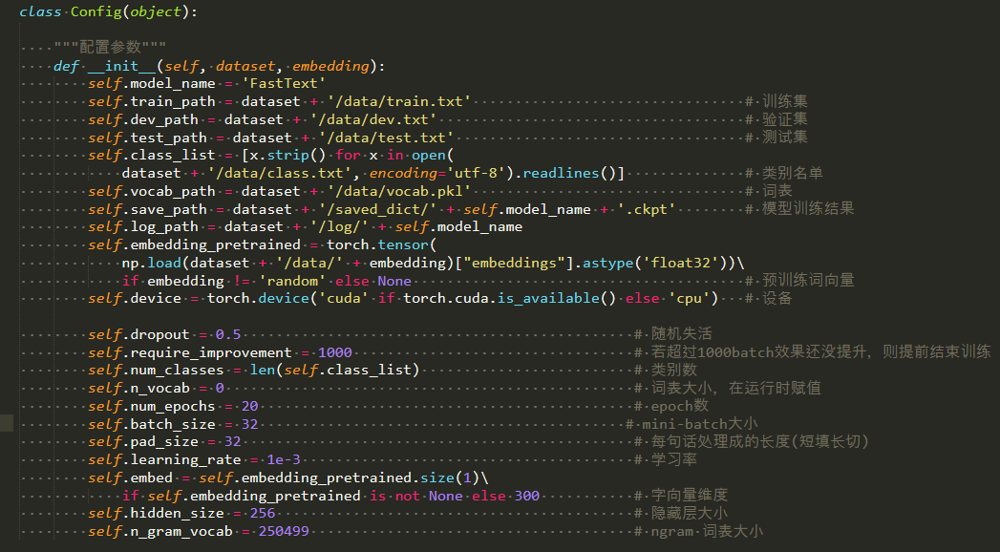 class Config(object):
    """配置参数"""
    def __init__(self, dataset, embedding):
        self.model_name = 'FastText'
        self.train_path = dataset + '/data/train.txt'                                # 训练集
        self.dev_path = dataset + '/data/dev.txt'                                    # 验证集
        self.test_path = dataset + '/data/test.txt'                                  # 测试集
        self.class_list = [x.strip() for x in open(
            dataset + '/data/class.txt', encoding='utf-8').readlines()]              # 类别名单
        self.vocab_path = dataset + '/data/vocab.pkl'                                # 词表
        self.save_path = dataset + '/saved_dict/' + self.model_name + '.ckpt'        # 模型训练结果
        self.log_path = dataset + '/log/' + self.model_name
        self.embedding_pretrained = torch.tensor(
            np.load(dataset + '/data/' + embedding)["embeddings"].astype('float32'))\
            if embedding != 'random' else None                                       # 预训练词向量
        self.device = torch.device('cuda' if torch.cuda.is_available() else 'cpu')   # 设备
        self.dropout = 0.5                                              # 随机失活
        self.require_improvement = 1000                                 # 若超过1000batch效果还没提升，则提前结束训练
        self.num_classes = len(self.class_list)                         # 类别数
        self.n_vocab = 0                                                # 词表大小，在运行时赋值
        self.num_epochs = 20                                            # epoch数
        self.batch_size = 32                                           # mini-batch大小
        self.pad_size = 32                                              # 每句话处理成的长度(短填长切)
        self.learning_rate = 1e-3                                       # 学习率
        self.embed = self.embedding_pretrained.size(1)\
            if self.embedding_pretrained is not None else 300           # 字向量维度
        self.hidden_size = 256                                          # 隐藏层大小
        self.n_gram_vocab = 250499                                      # ngram 词表大小